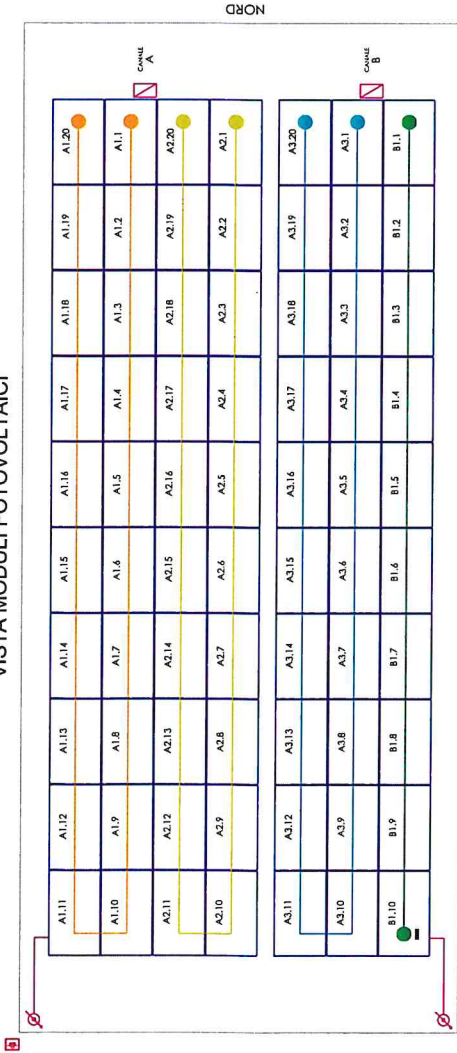 VISTA MODULI FOTOVOLTAICI
NORD
A1.11 A1.12 A1.13 A1.14 A1.15 A1.16 A1.17 A1.18 A1.19 A1.20
A1.10 A1.9 A1.8 A1.7 A1.6 A1.5 A1.4 A1.3 A1.2 A1.1
CANALE
A
A2.11 A2.12 A2.13 A2.14 A2.15 A2.16 A2.17 A2.18 A2.19 A2.20
A2.10 A2.9 A2.8 A2.7 A2.6 A2.5 A2.4 A2.3 A2.2 A2.1
A3.11 A3.12 A3.13 A3.14 A3.15 A3.16 A3.17 A3.18 A3.19 A3.20
CANALE
B
A3.10 A3.9 A3.8 A3.7 A3.6 A3.5 A3.4 A3.3 A3.2 A3.1
B1.10 B1.9 B1.8 B1.7 B1.6 B1.5 B1.4 B1.3 B1.2 B1.1